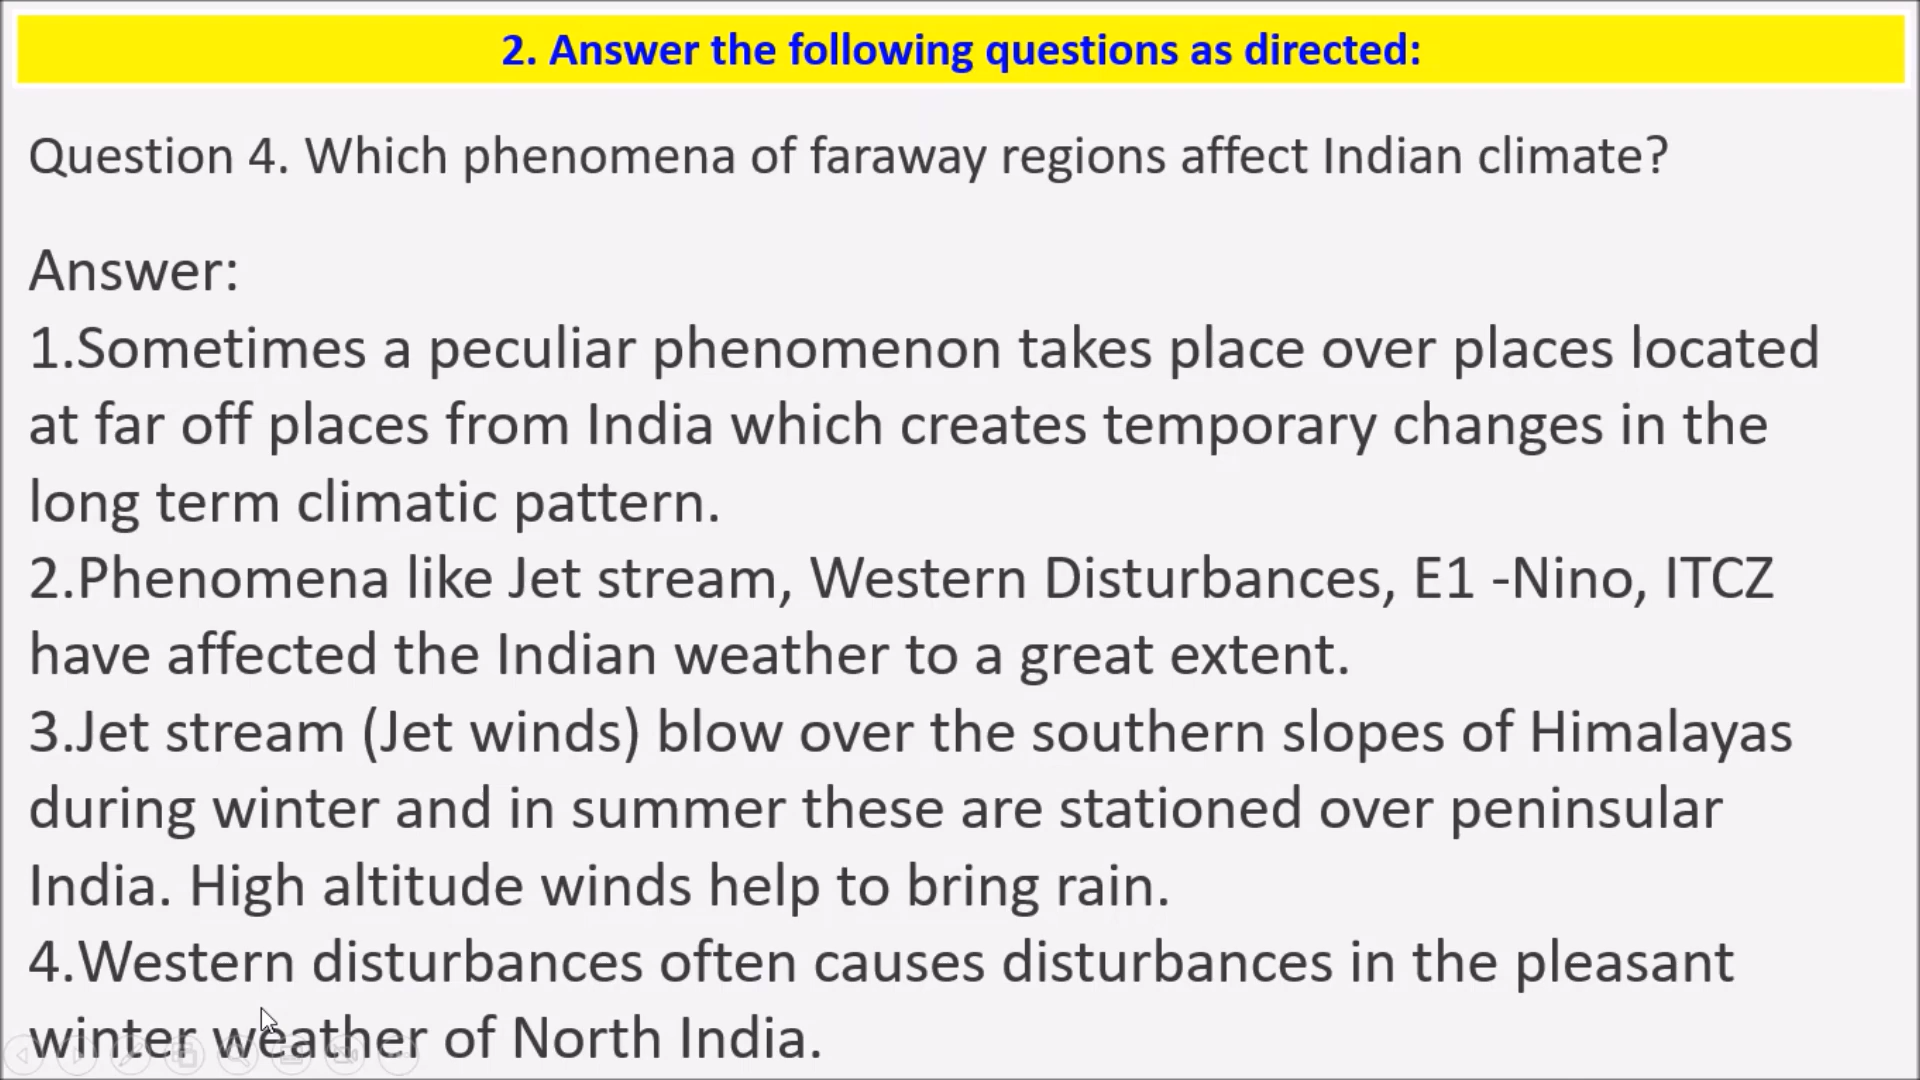 2. Answer the following questions as directed:
Question 4. Which phenomena of faraway regions affect Indian climate?
Answer:
1.Sometimes a peculiar phenomenon takes place over places located
at far off places from India which creates temporary changes in the
long term climatic pattern.
2.Phenomena like Jet stream, Western Disturbances, E1 -Nino, ITCZ
have affected the Indian weather to a great extent.
3.Jet stream (Jet winds) blow over the southern slopes of Himalayas
during winter and in summer these are stationed over peninsular
India. High altitude winds help to bring rain.
4.Western disturbances often causes disturbances in the pleasant
winter weather of North India.